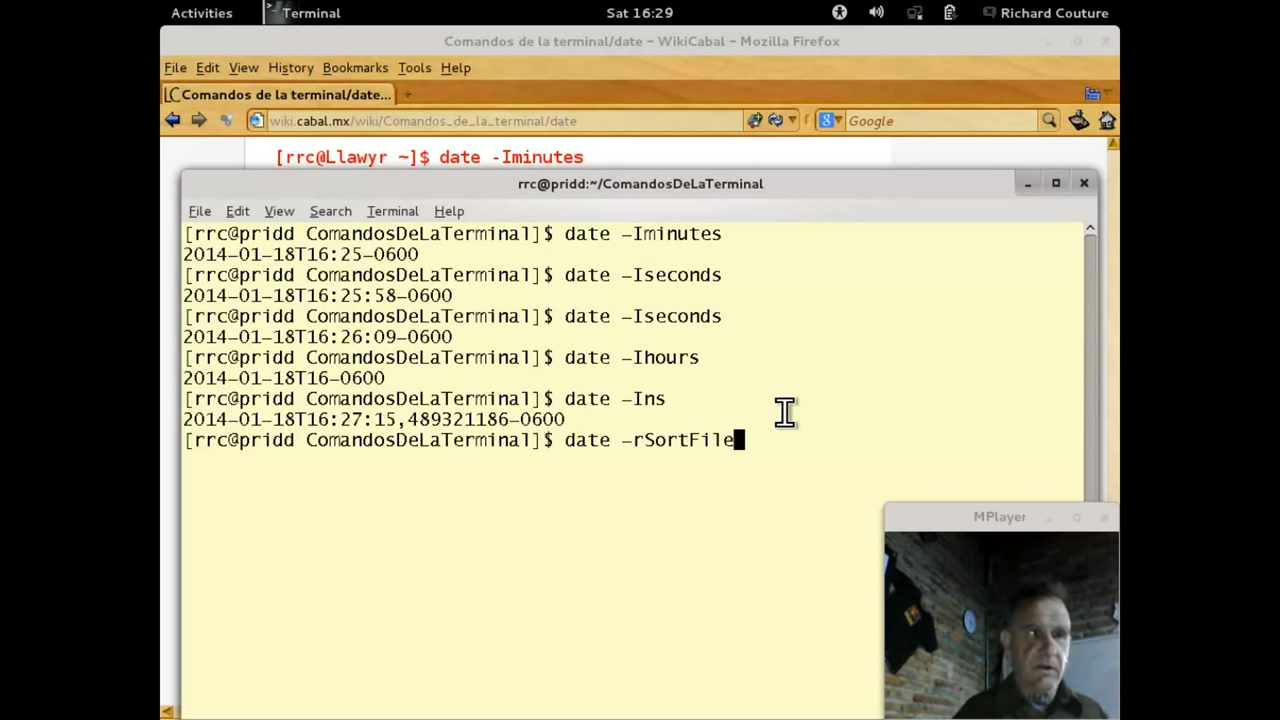 Activities Terminal Sat 16:29 Richard Couture
Comandos de la terminal/date – WikiCabal – Mozilla Firefox
File Edit View History Bookmarks Tools Help
Comandos de la terminal/date...
wiki.cabal.mx/wiki/Comandos_de_la_terminal/date Google
[rrc@Llawyr ~]$ date -Iminutes
rrc@pridd:~/ComandosDeLaTerminal
File Edit View Search Terminal Help
[rrc@pridd ComandosDeLaTerminal]$ date –Iminutes
2014–01–18T16:25–0600
[rrc@pridd ComandosDeLaTerminal]$ date –Iseconds
2014–01–18T16:25:58–0600
[rrc@pridd ComandosDeLaTerminal]$ date –Iseconds
2014–01–18T16:26:09–0600
[rrc@pridd ComandosDeLaTerminal]$ date –Ihours
2014–01–18T16–0600
[rrc@pridd ComandosDeLaTerminal]$ date –Ins
2014–01–18T16:27:15,489321186–0600
[rrc@pridd ComandosDeLaTerminal]$ date –rSortFile
MPlayer